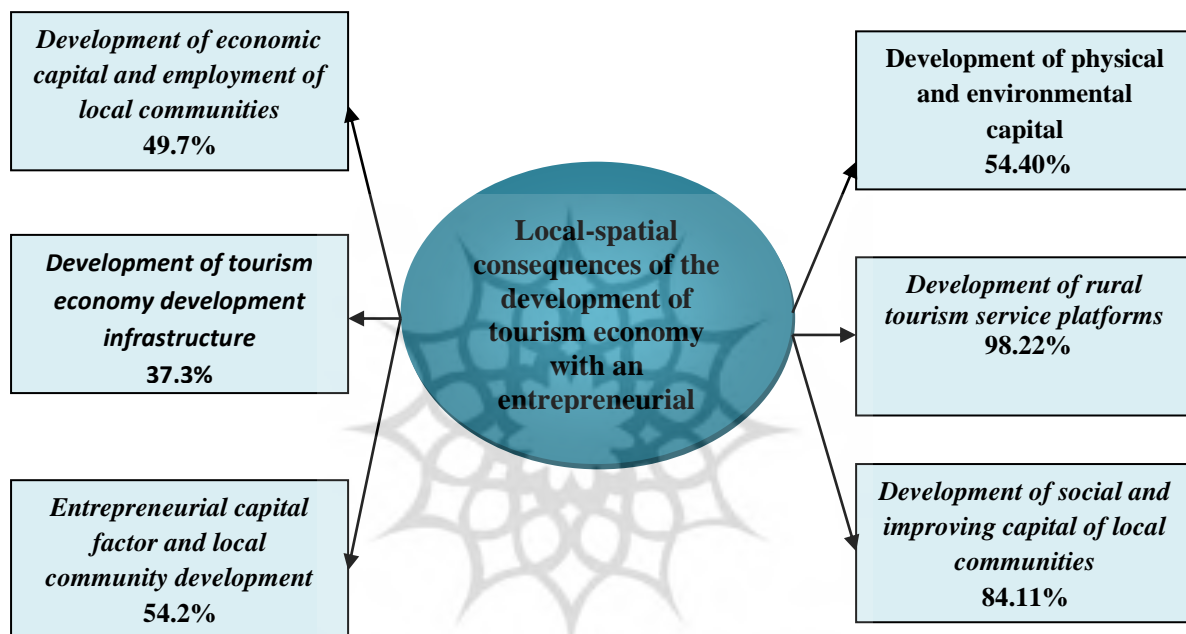 Development of economic
capital and employment of
local communities
49.7%
Development of tourism
economy development
infrastructure
37.3%
Entrepreneurial capital
factor and local
community development
54.2%
Local-spatial
consequences of the
development of
tourism economy
with an
entrepreneurial
Development of physical
and environmental
capital
54.40%
Development of rural
tourism service platforms
98.22%
Development of social and
improving capital of local
communities
84.11%